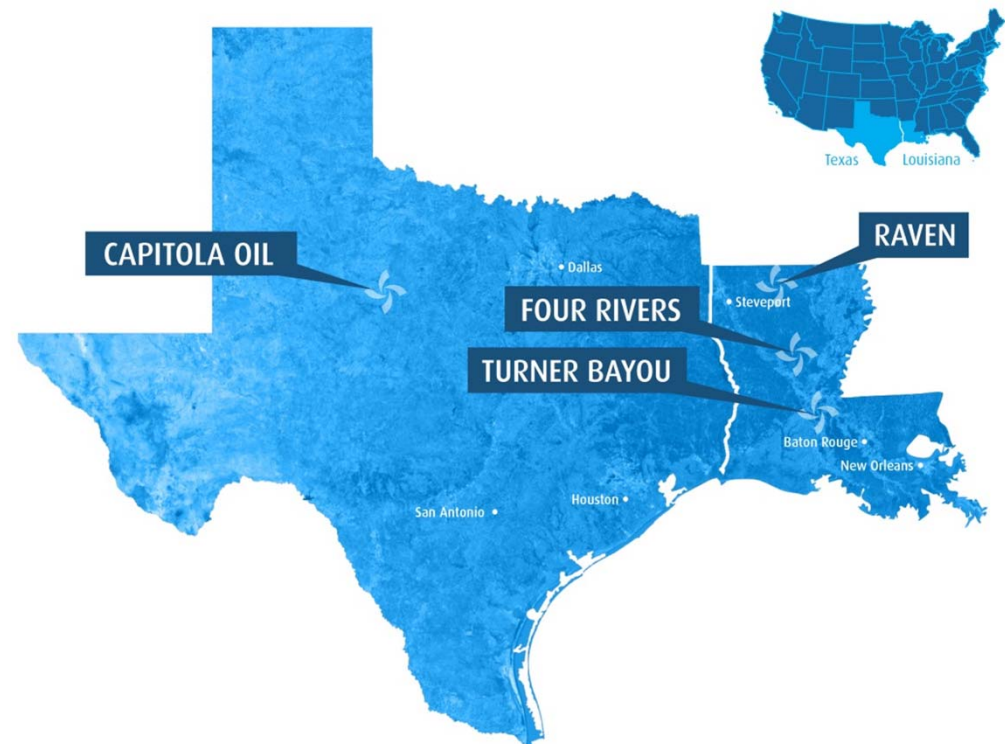 Texas
Louisiana
RAVEN
CAPITOLA OIL
Dallas
Steveport
FOUR RIVERS
TURNER BAYOU
Baton Rouge
New Orleans
Houston
San Antonio